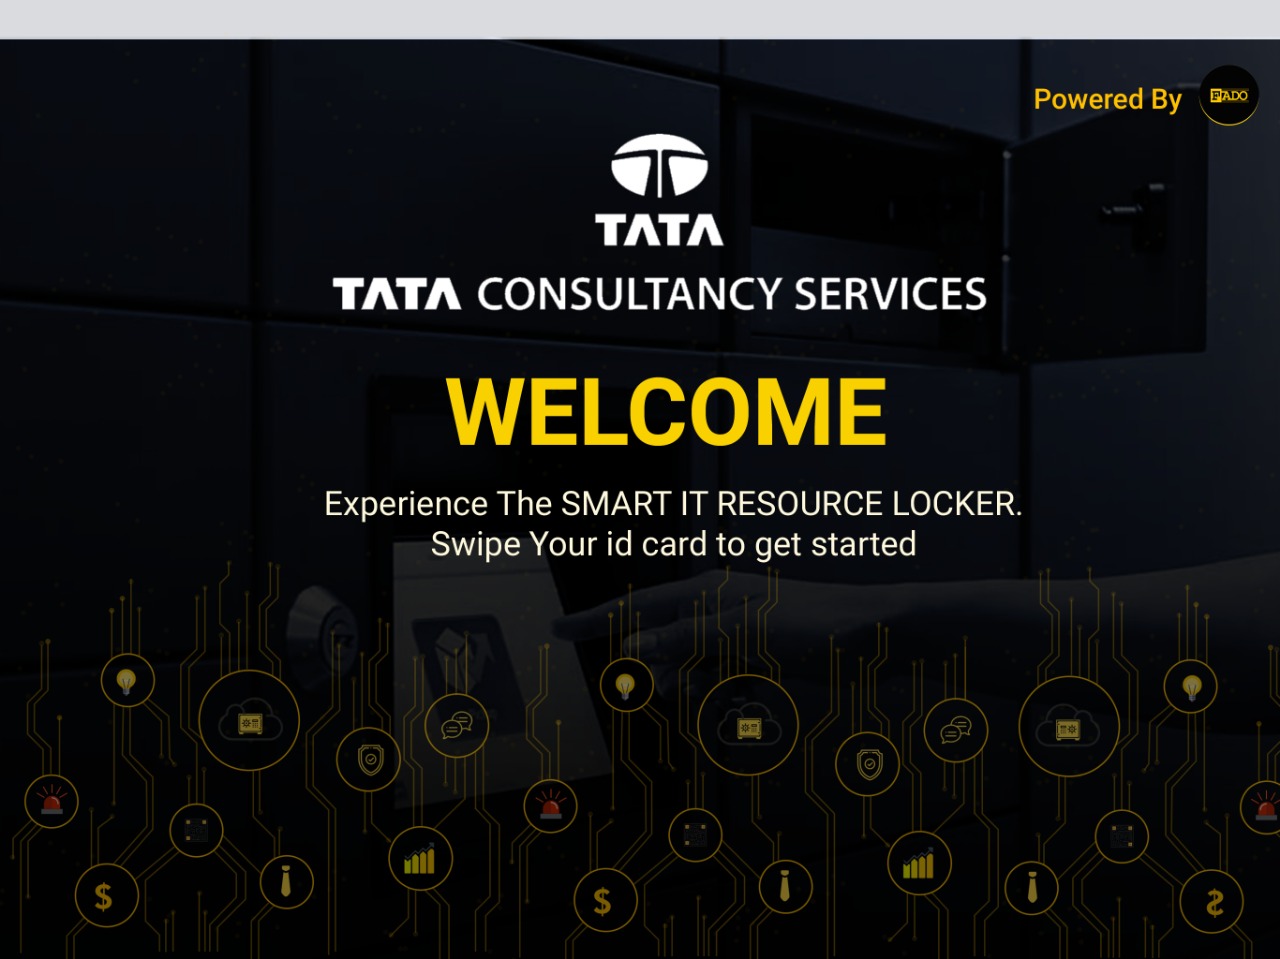 Powered By
TATA
TATA CONSULTANCY SERVICES
WELCOME
Experience The SMART IT RESOURCE LOCKER.
Swipe Your id card to get started
$
$